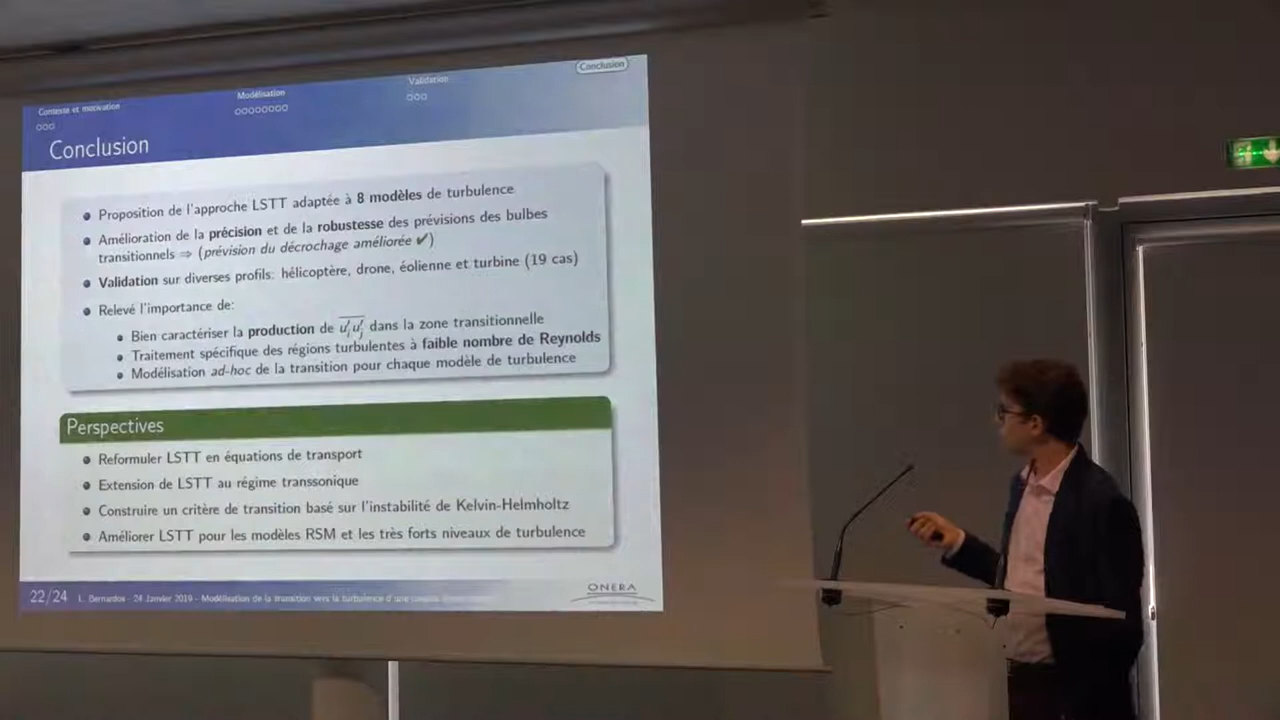 Contexte et motivation
Modélisation
Validation
Conclusion
Conclusion
Proposition de l'approche LSTT adaptée à 8 modèles de turbulence
Amélioration de la précision et de la robustesse des prévisions des bulbes
transitionnels ⇒ (prévision du décrochage améliorée ✔)
Validation sur diverses profils: hélicoptère, drone, éolienne et turbine (19 cas)
Relevé l'importance de:
Bien caractériser la production de u′i u′j dans la zone transitionnelle
Traitement spécifique des régions turbulentes à faible nombre de Reynolds
Modélisation ad-hoc de la transition pour chaque modèle de turbulence
Perspectives
Reformuler LSTT en équations de transport
Extension de LSTT au régime transsonique
Construire un critère de transition basé sur l'instabilité de Kelvin-Helmholtz
Améliorer LSTT pour les modèles RSM et les très forts niveaux de turbulence
22/24 L. Bernardos - 24 Janvier 2019 - Modélisation de la transition vers la turbulence d'une couche
ONERA